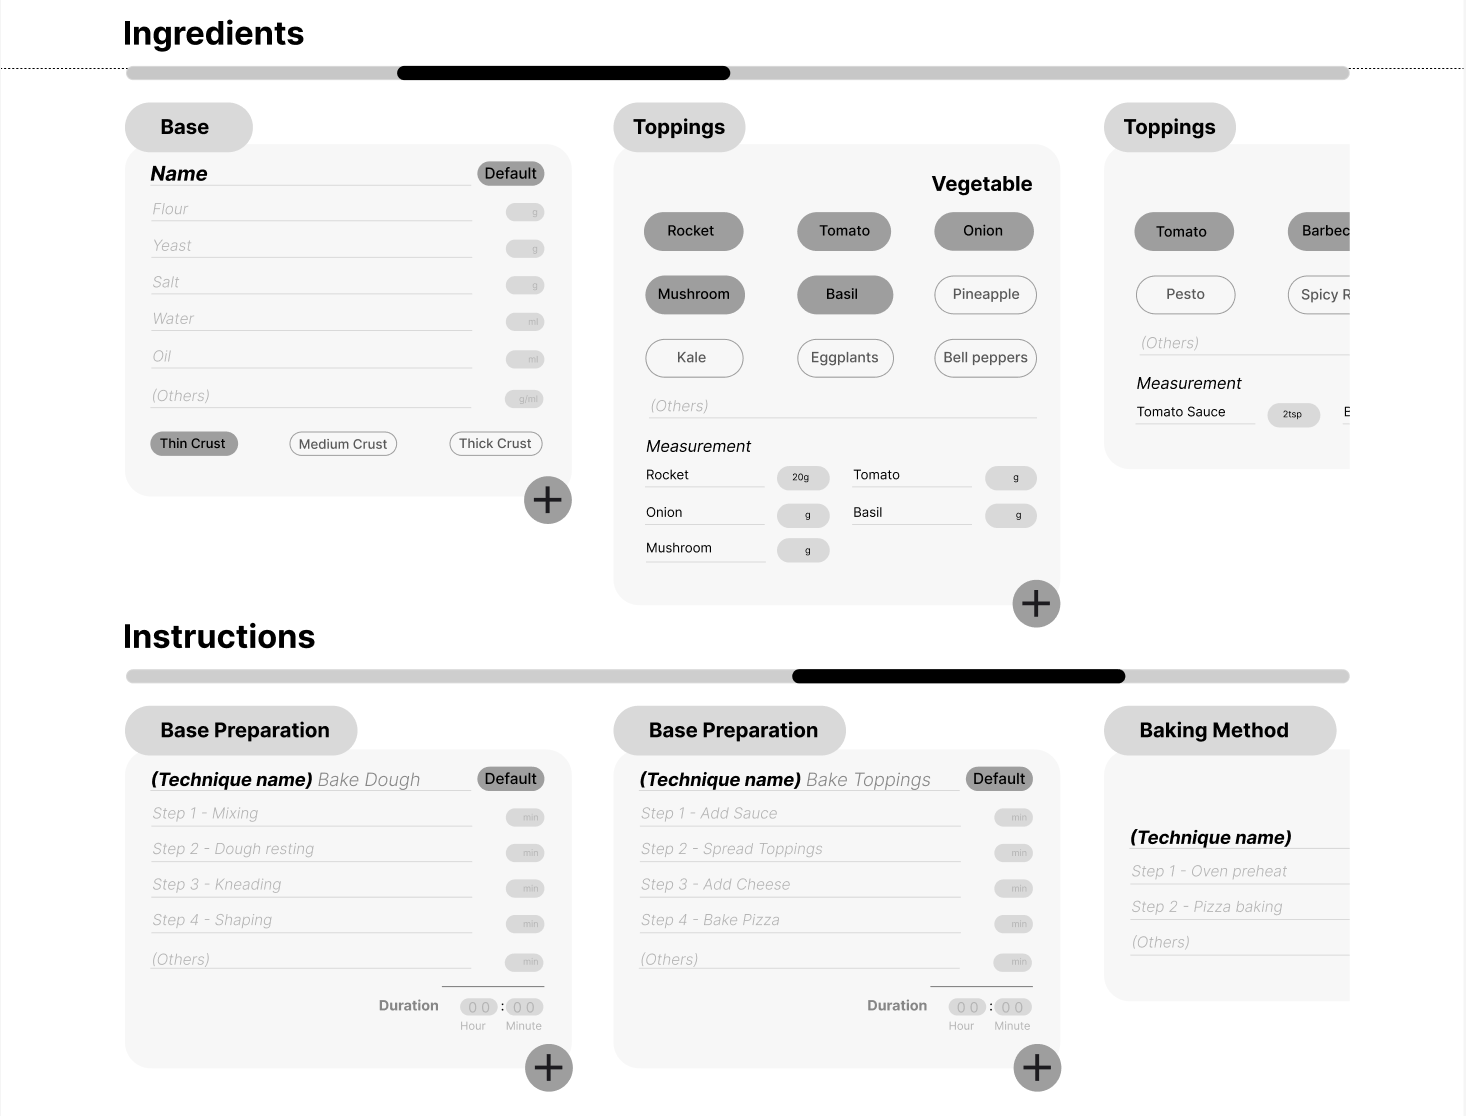 Ingredients
Base
Name
Default
Flour
g
Yeast
g
Salt
g
Water
ml
Oil
ml
(Others)
g/ml
Thin Crust
Medium Crust
Thick Crust
Toppings
Vegetable
Rocket
Tomato
Onion
Mushroom
Basil
Pineapple
Kale
Eggplants
Bell peppers
(Others)
Measurement
Rocket
20g
Tomato
g
Onion
g
Basil
g
Mushroom
g
Toppings
Tomato
Barbec
Pesto
Spicy R
(Others)
Measurement
Tomato Sauce
2tsp
Instructions
Base Preparation
(Technique name) Bake Dough
Default
Step 1 - Mixing
min
Step 2 - Dough resting
min
Step 3 - Kneading
min
Step 4 - Shaping
min
(Others)
min
Duration
0 0 : 0 0
Hour
Minute
Base Preparation
(Technique name) Bake Toppings
Default
Step 1 - Add Sauce
min
Step 2 - Spread Toppings
min
Step 3 - Add Cheese
min
Step 4 - Bake Pizza
min
(Others)
min
Duration
0 0 : 0 0
Hour
Minute
Baking Method
(Technique name)
Step 1 - Oven preheat
Step 2 - Pizza baking
(Others)